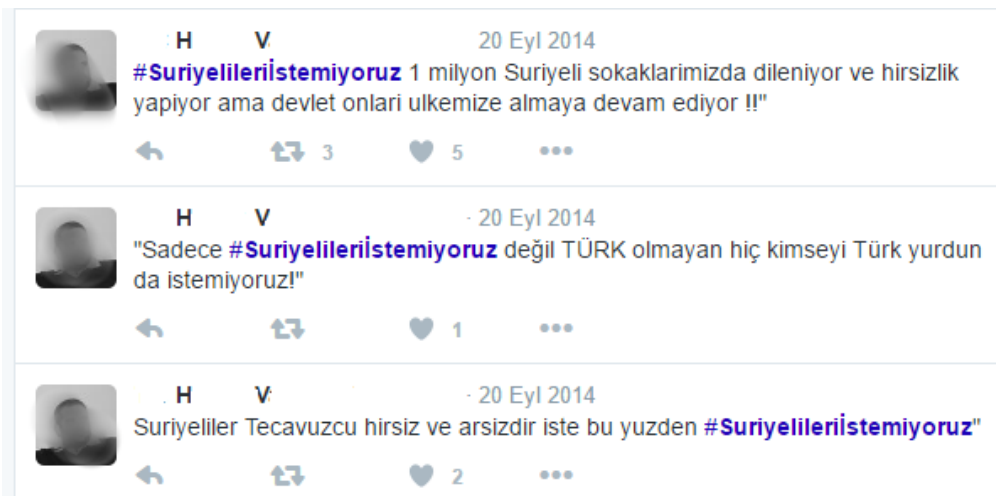 H V. 20 Eyl 2014
#Suriyelileriİstemiyoruz 1 milyon Suriyeli sokaklarimizda dileniyor ve hirsizlik
yapiyor ama devlet onlari ulkemize almaya devam ediyor !!"
3 5
H V · 20 Eyl 2014
"Sadece #Suriyelileriİstemiyoruz değil TÜRK olmayan hiç kimseyi Türk yurdun
da istemiyoruz!"
1
H V · 20 Eyl 2014
Suriyeliler Tecavuzcu hirsiz ve arsizdir iste bu yuzden #Suriyelileriİstemiyoruz"
2